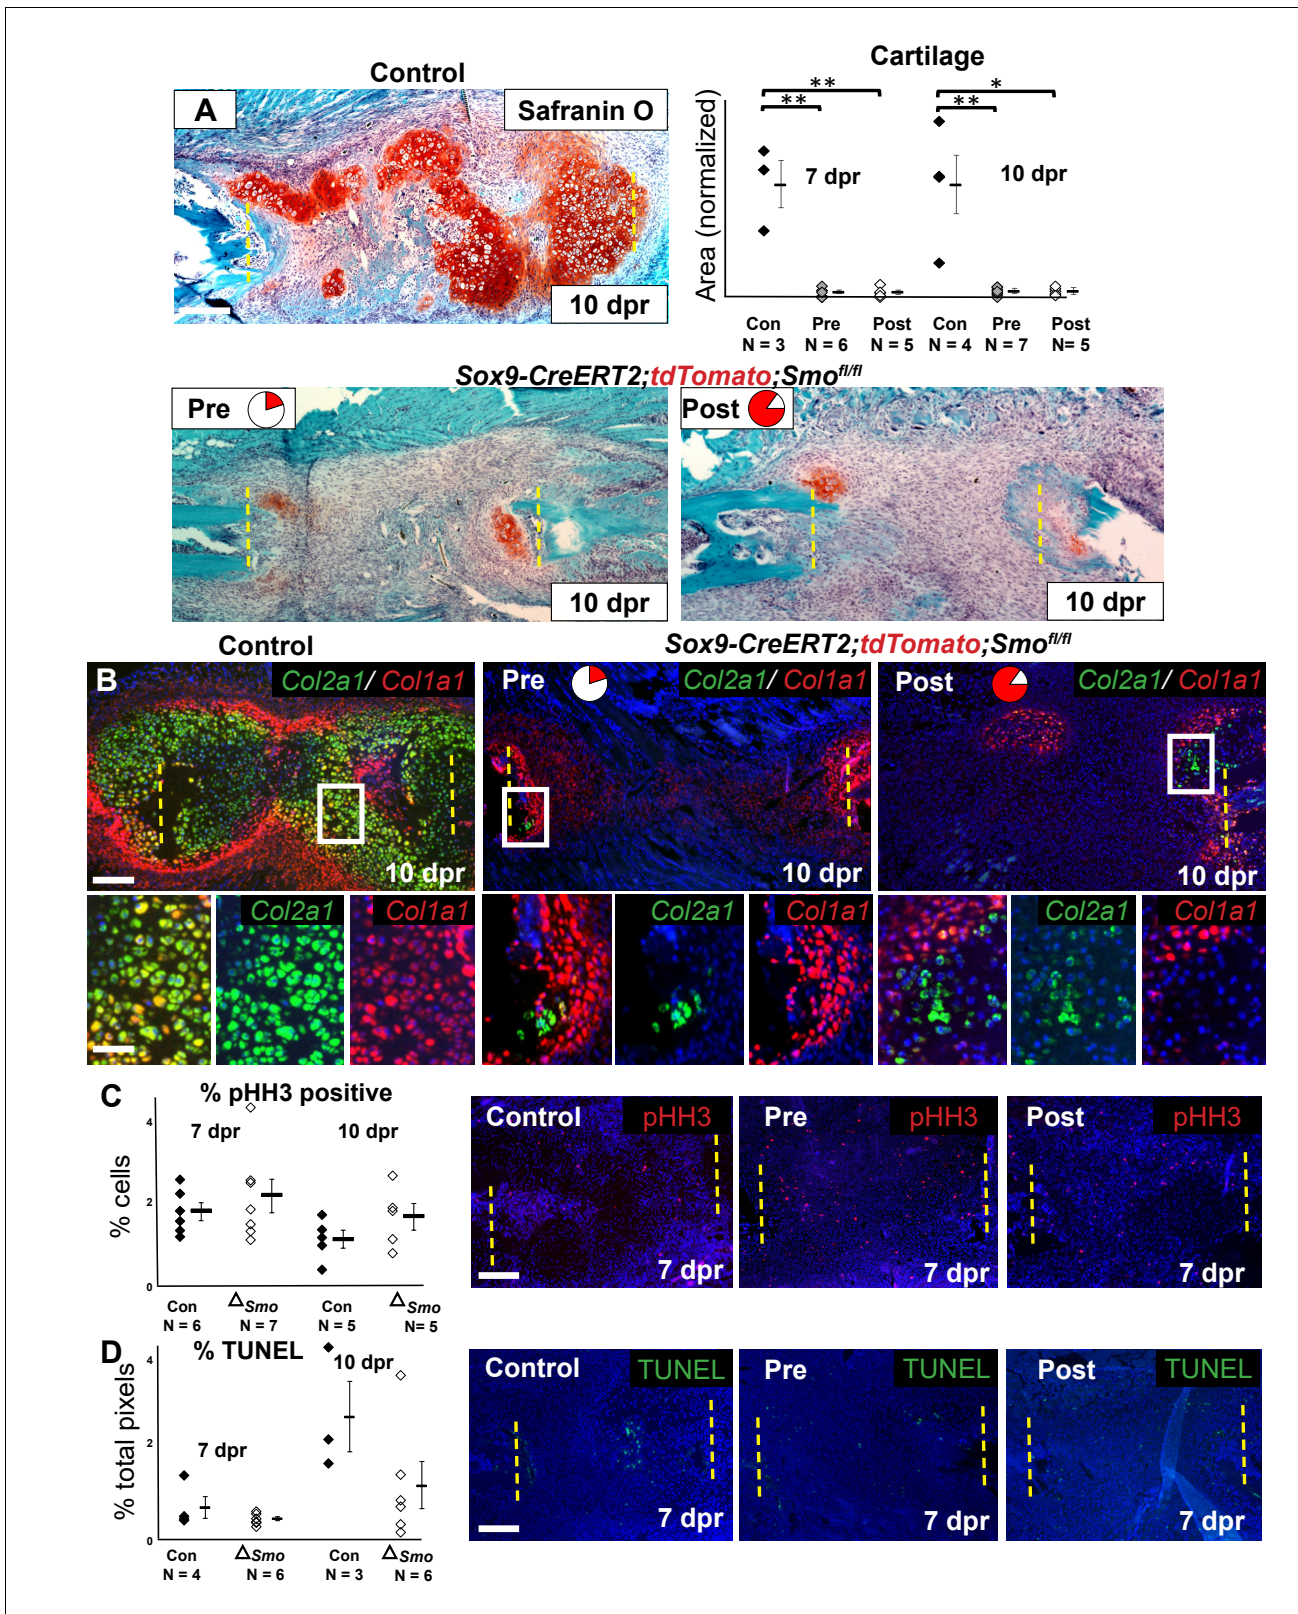 Control
A
Safranin O
10 dpr
Cartilage
** *
** **
7 dpr 10 dpr
Area (normalized)
Con Pre Post Con Pre Post
N = 3 N = 6 N = 5 N = 4 N = 7 N= 5
Sox9-CreERT2;tdTomato;Smofl/fl
Pre
10 dpr
Post
10 dpr
Control
Sox9-CreERT2;tdTomato;Smofl/fl
B
Col2a1/ Col1a1
10 dpr
Pre
Col2a1/ Col1a1
10 dpr
Post
Col2a1/ Col1a1
10 dpr
Col2a1 Col1a1 Col2a1 Col1a1 Col2a1 Col1a1
C
% pHH3 positive
7 dpr 10 dpr
% cells
4
2
0
Con ΔSmo Con ΔSmo
N = 6 N = 7 N = 5 N= 5
Control pHH3
7 dpr
Pre pHH3
7 dpr
Post pHH3
7 dpr
D
% TUNEL
10 dpr
7 dpr
% total pixels
4
2
0
Con ΔSmo Con ΔSmo
N = 4 N = 6 N = 3 N = 6
Control TUNEL
7 dpr
Pre TUNEL
7 dpr
Post TUNEL
7 dpr